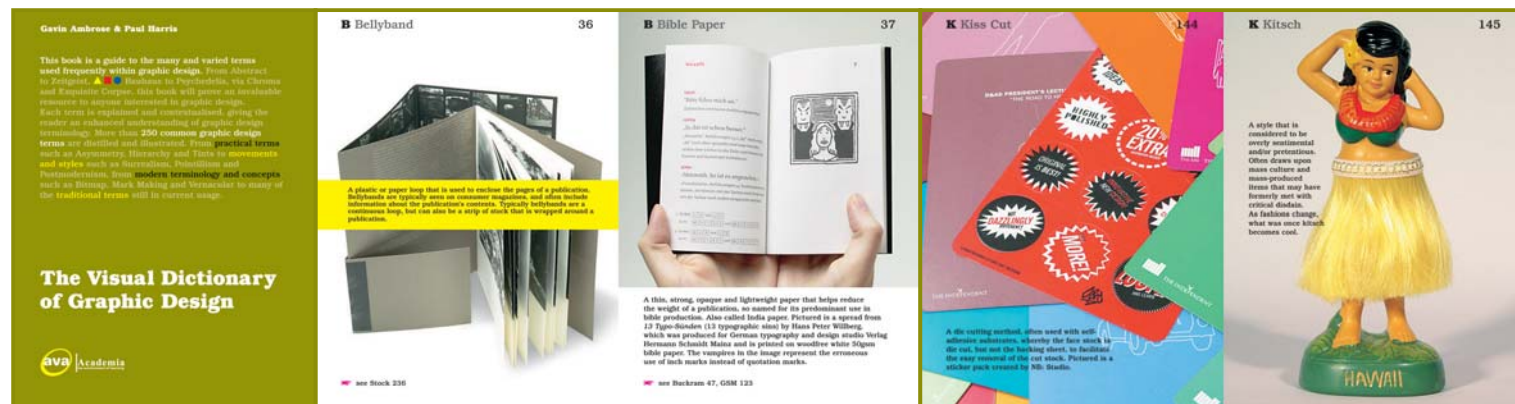 Gavin Ambrose & Paul Harris
This book is a guide to the many and varied terms
used frequently within graphic design. From Abstract
to Zeitgeist, Bauhaus to Psychedelia, via Chroma
and Exquisite Corpse, this book will prove an invaluable
resource to anyone interested in graphic design.
Each term is explained and contextualised, giving the
reader an enhanced understanding of graphic design
terminology. More than 250 common graphic design
terms are distilled and illustrated. From practical terms
such as Asymmetry, Hierarchy and Tints to movements
and styles such as Surrealism, Pointillism and
Postmodernism, from modern terminology and concepts
such as Bitmap, Mark Making and Vernacular to many of
the traditional terms still in current usage.
The Visual Dictionary
of Graphic Design
ava Academia
B Bellyband 36
A plastic or paper loop that is used to enclose the pages of a publication.
Bellybands are typically seen on consumer magazines, and often include
information about the publication's contents. Typically bellybands are a
continuous loop, but can also be a strip of stock that is wrapped around a
publication.
see Stock 236
B Bible Paper 37
A thin, strong, opaque and lightweight paper that helps reduce
the weight of a publication, so named for its predominant use in
bible production. Also called India paper. Pictured is a spread from
13 Typo-Sünden (13 typographic sins) by Hans Peter Willberg,
which was produced for German typography and design studio Verlag
Hermann Schmidt Mainz and is printed on woodfree white 50gsm
bible paper. The vampires in the image represent the erroneous
use of inch marks instead of quotation marks.
see Buckram 47, GSM 123
K Kiss Cut 144
D&AD PRESIDENT'S LECT
"THE ROAD TO
IDEAS
HIGHLY
POLISHED
20%
EXTRA
ORIGINAL
IS BEST!
NOT
DAZZLINGLY
DIFFERENT
MORE!
THE INDEPENDENT
THE INDEPENDENT
A die cutting method, often used with self-
adhesive substrates, whereby the face stock is
die cut, but not the backing sheet, to facilitate
the easy removal of the cut stock. Pictured is a
sticker pack created by NB: Studio.
K Kitsch 145
A style that is
considered to be
overly sentimental
and/or pretentious.
Often draws upon
mass culture and
mass-produced
items that may have
formerly met with
critical disdain.
As fashions change,
what was once kitsch
becomes cool.
HAWAII